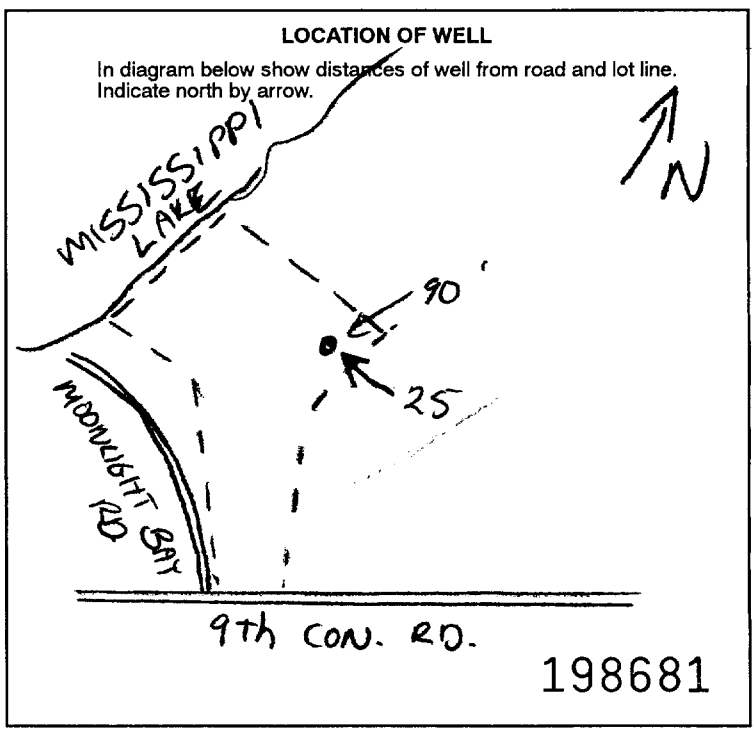 LOCATION OF WELL
In diagram below show distances of well from road and lot line.
Indicate north by arrow.
N
MISSISSIPPI
LAKE
90 '
25
MOONLIGHT BAY
RD
9th CON. RD.
198681